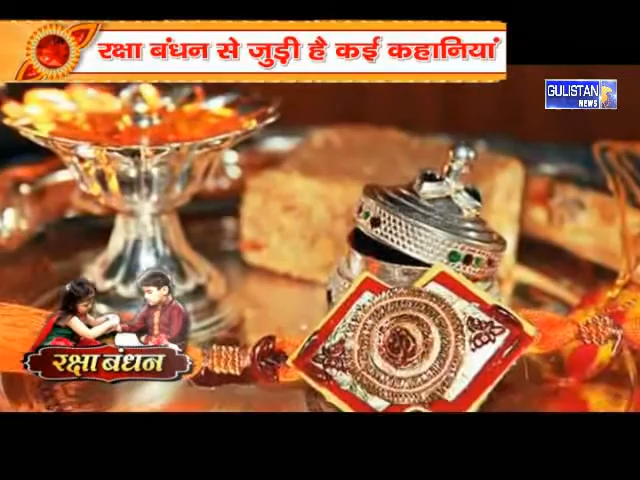 रक्षा बंधन से जुड़ी है कई कहानियां
GULISTAN
NEWS
रक्षा बंधन